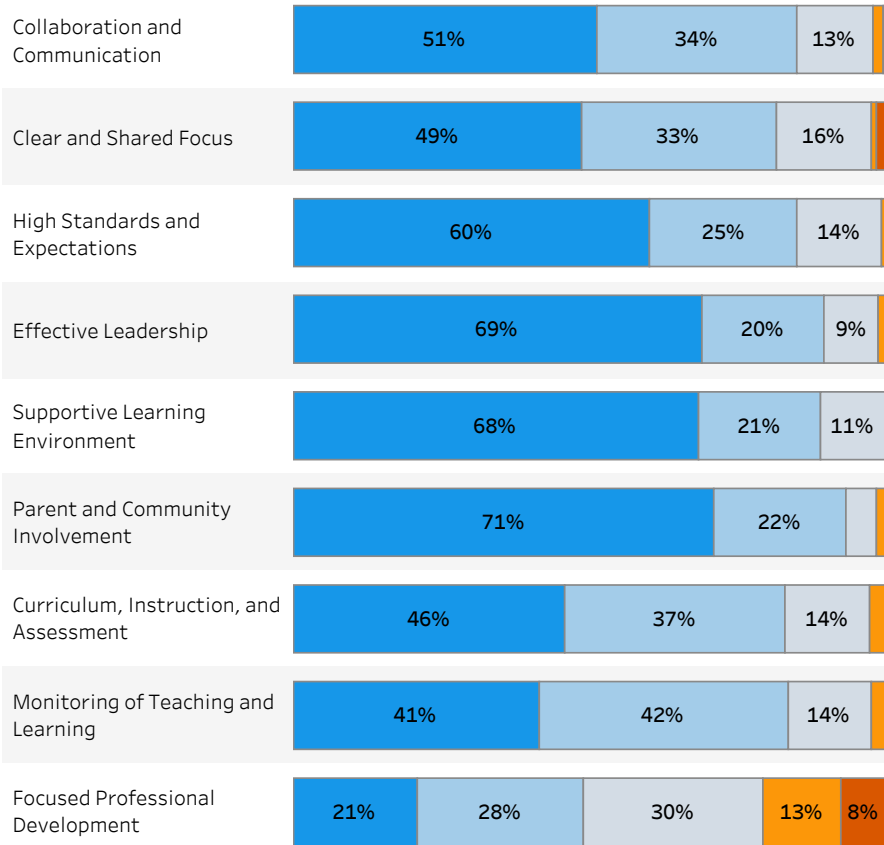 Collaboration and
Communication
51% 34% 13%
Clear and Shared Focus
49% 33% 16%
High Standards and
Expectations
60% 25% 14%
Effective Leadership
69% 20% 9%
Supportive Learning
Environment
68% 21% 11%
Parent and Community
Involvement
71% 22%
Curriculum, Instruction, and
Assessment
46% 37% 14%
Monitoring of Teaching and
Learning
41% 42% 14%
Focused Professional
Development
21% 28% 30% 13% 8%